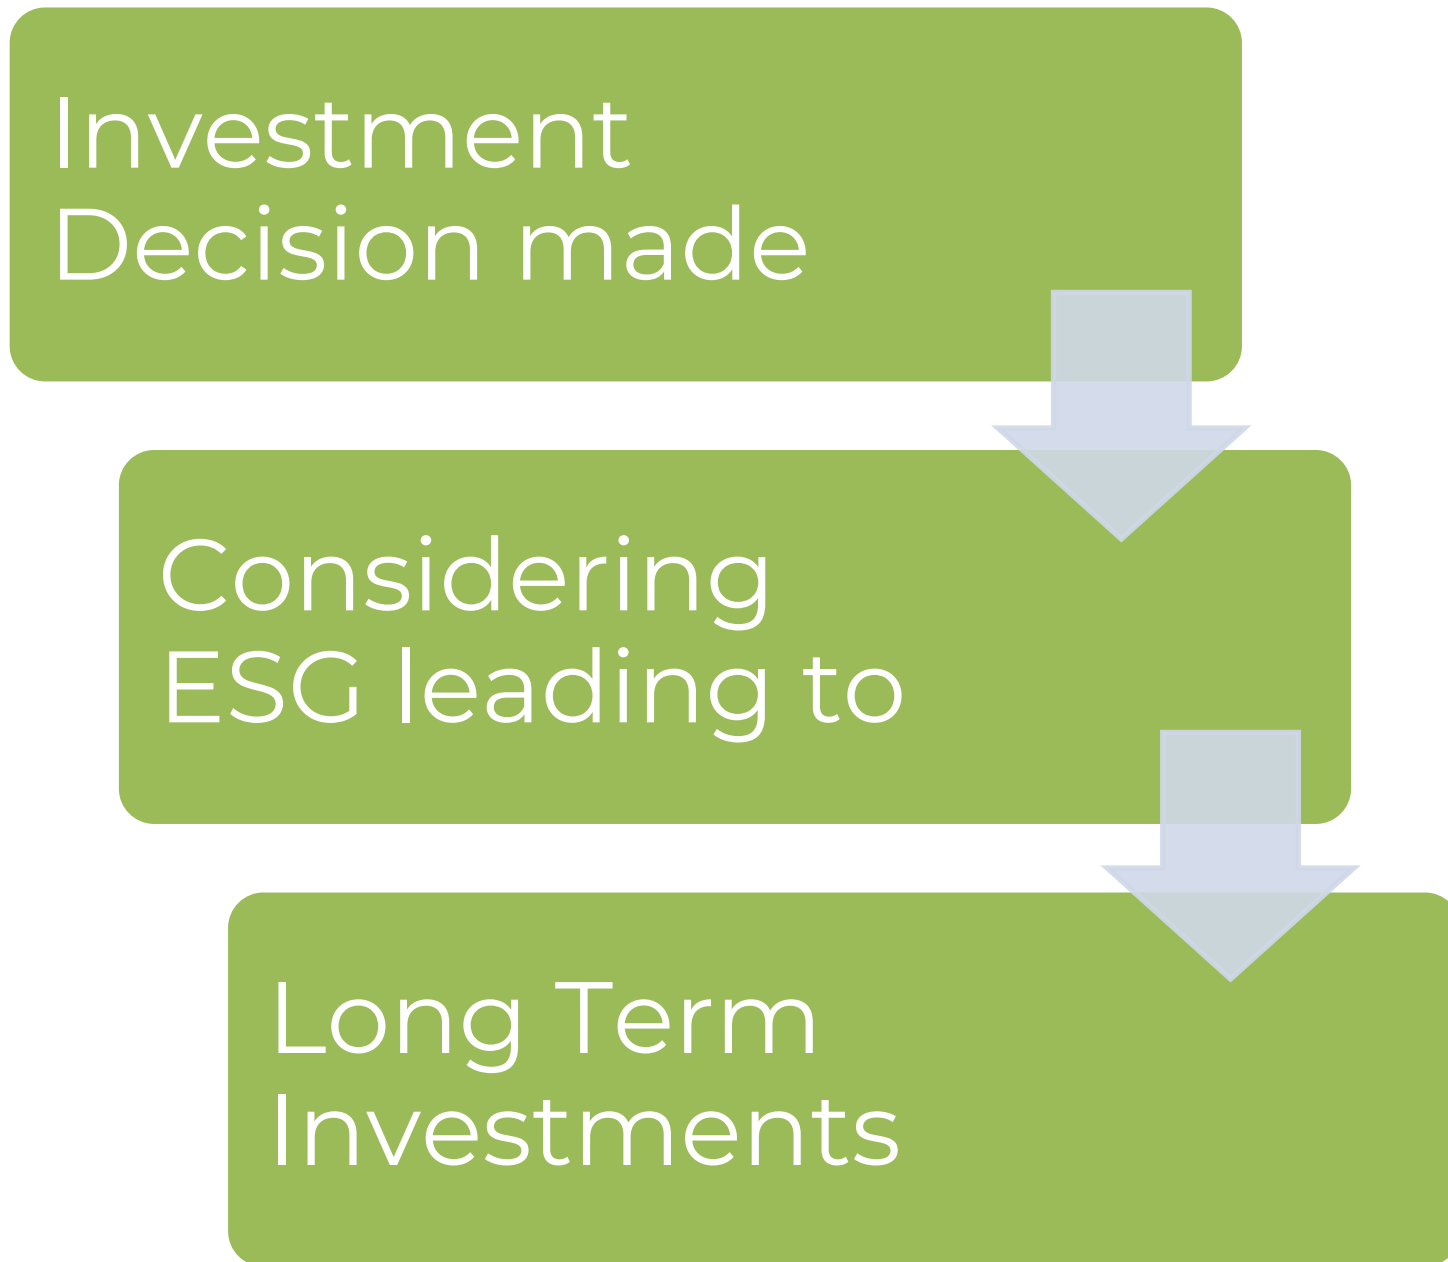 Investment
Decision made
Considering
ESG leading to
Long Term
Investments